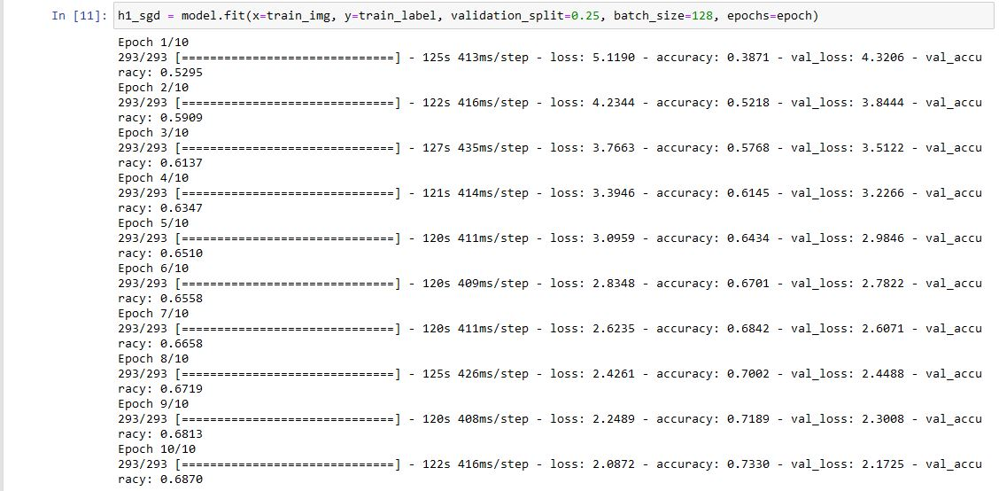 In [11]: h1_sgd = model.fit(x=train_img, y=train_label, validation_split=0.25, batch_size=128, epochs=epoch)
Epoch 1/10
293/293 [==============================] - 125s 413ms/step - loss: 5.1190 - accuracy: 0.3871 - val_loss: 4.3206 - val_accu
racy: 0.5295
Epoch 2/10
293/293 [==============================] - 122s 416ms/step - loss: 4.2344 - accuracy: 0.5218 - val_loss: 3.8444 - val_accu
racy: 0.5909
Epoch 3/10
293/293 [==============================] - 127s 435ms/step - loss: 3.7663 - accuracy: 0.5768 - val_loss: 3.5122 - val_accu
racy: 0.6137
Epoch 4/10
293/293 [==============================] - 121s 414ms/step - loss: 3.3946 - accuracy: 0.6145 - val_loss: 3.2266 - val_accu
racy: 0.6347
Epoch 5/10
293/293 [==============================] - 120s 411ms/step - loss: 3.0959 - accuracy: 0.6434 - val_loss: 2.9846 - val_accu
racy: 0.6510
Epoch 6/10
293/293 [==============================] - 120s 409ms/step - loss: 2.8348 - accuracy: 0.6701 - val_loss: 2.7822 - val_accu
racy: 0.6558
Epoch 7/10
293/293 [==============================] - 120s 411ms/step - loss: 2.6235 - accuracy: 0.6842 - val_loss: 2.6071 - val_accu
racy: 0.6658
Epoch 8/10
293/293 [==============================] - 125s 426ms/step - loss: 2.4261 - accuracy: 0.7002 - val_loss: 2.4488 - val_accu
racy: 0.6719
Epoch 9/10
293/293 [==============================] - 120s 408ms/step - loss: 2.2489 - accuracy: 0.7189 - val_loss: 2.3008 - val_accu
racy: 0.6813
Epoch 10/10
293/293 [==============================] - 122s 416ms/step - loss: 2.0872 - accuracy: 0.7330 - val_loss: 2.1725 - val_accu
racy: 0.6870